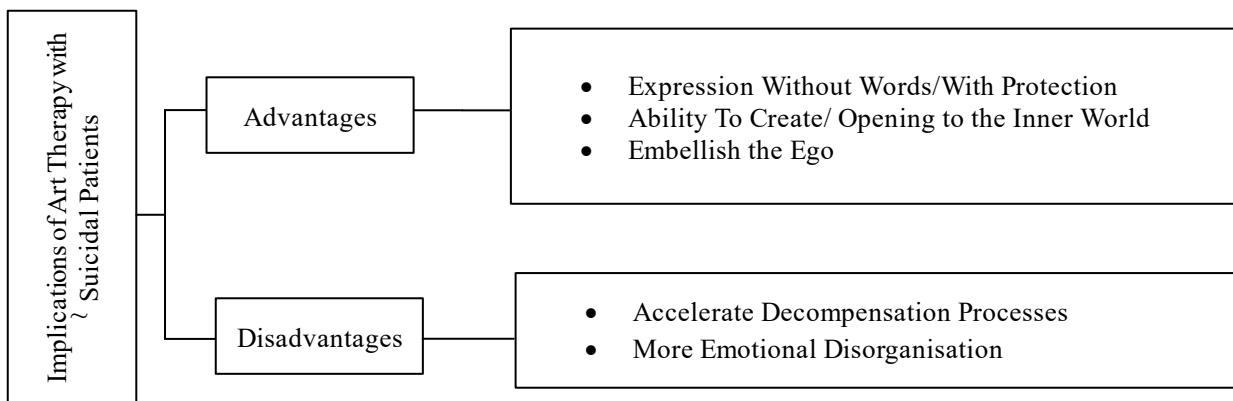 Implications of Art Therapy with
~ Suicidal Patients
Advantages
• Expression Without Words/With Protection
• Ability To Create/ Opening to the Inner World
• Embellish the Ego
Disadvantages
• Accelerate Decompensation Processes
• More Emotional Disorganisation